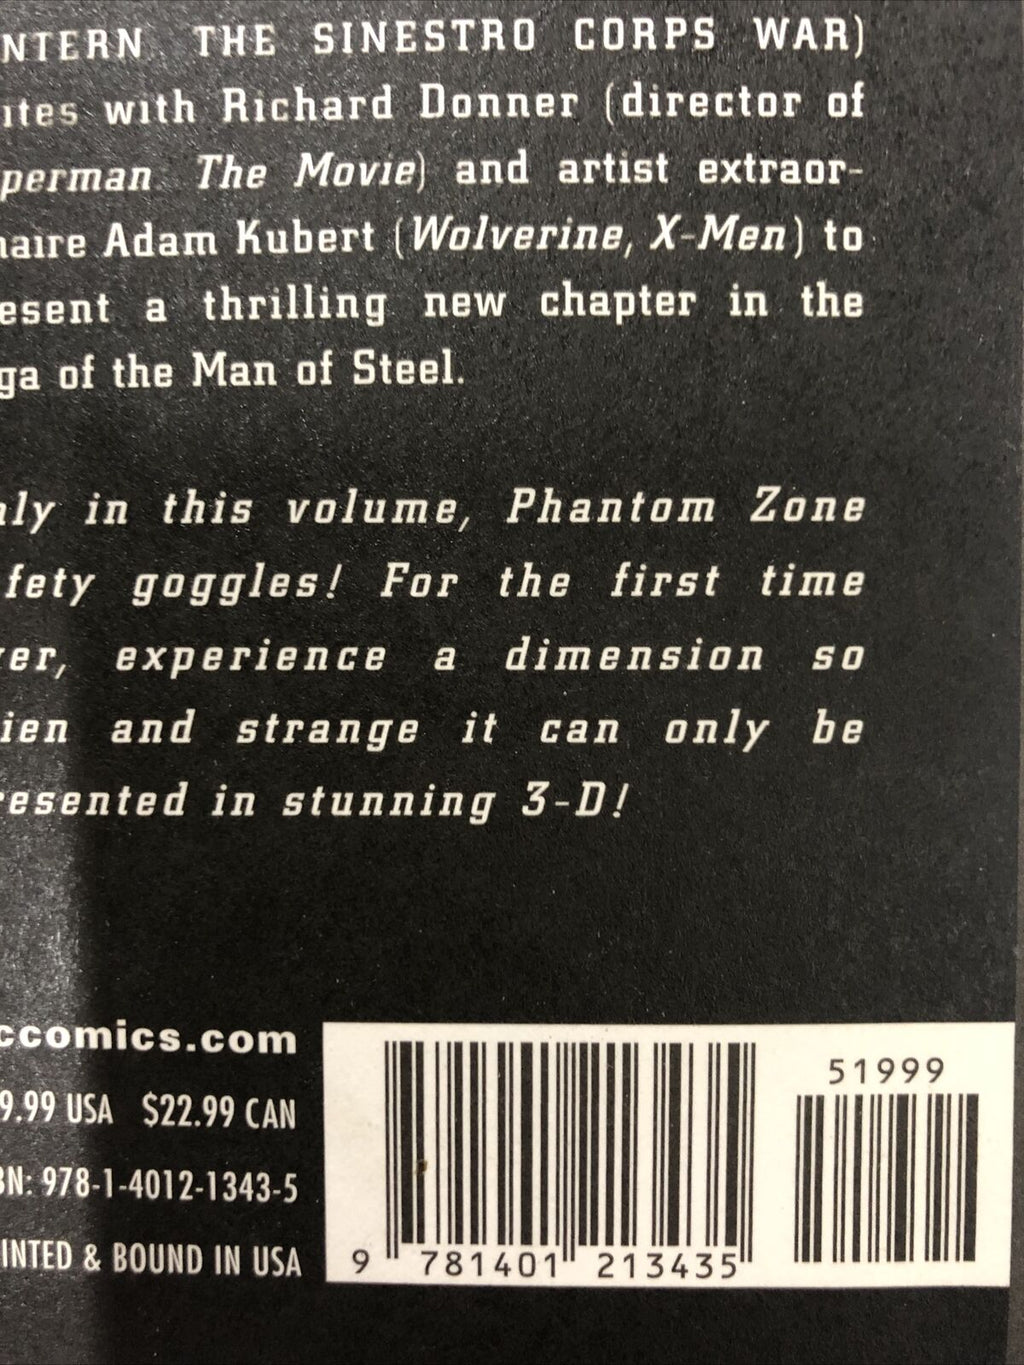 NTERN. THE SINESTRO CORPS WAR)
ites with Richard Donner (director of
perman: The Movie) and artist extraor-
naire Adam Kubert (Wolverine, X-Men) to
esent a thrilling new chapter in the
ga of the Man of Steel.
nly in this volume, Phantom Zone
fety goggles! For the first time
er, experience a dimension so
ien and strange it can only be
resented in stunning 3-D!
ccomics.com
9.99 USA $22.99 CAN
BN: 978-1-4012-1343-5
INTED & BOUND IN USA
51999
9 781401 213435